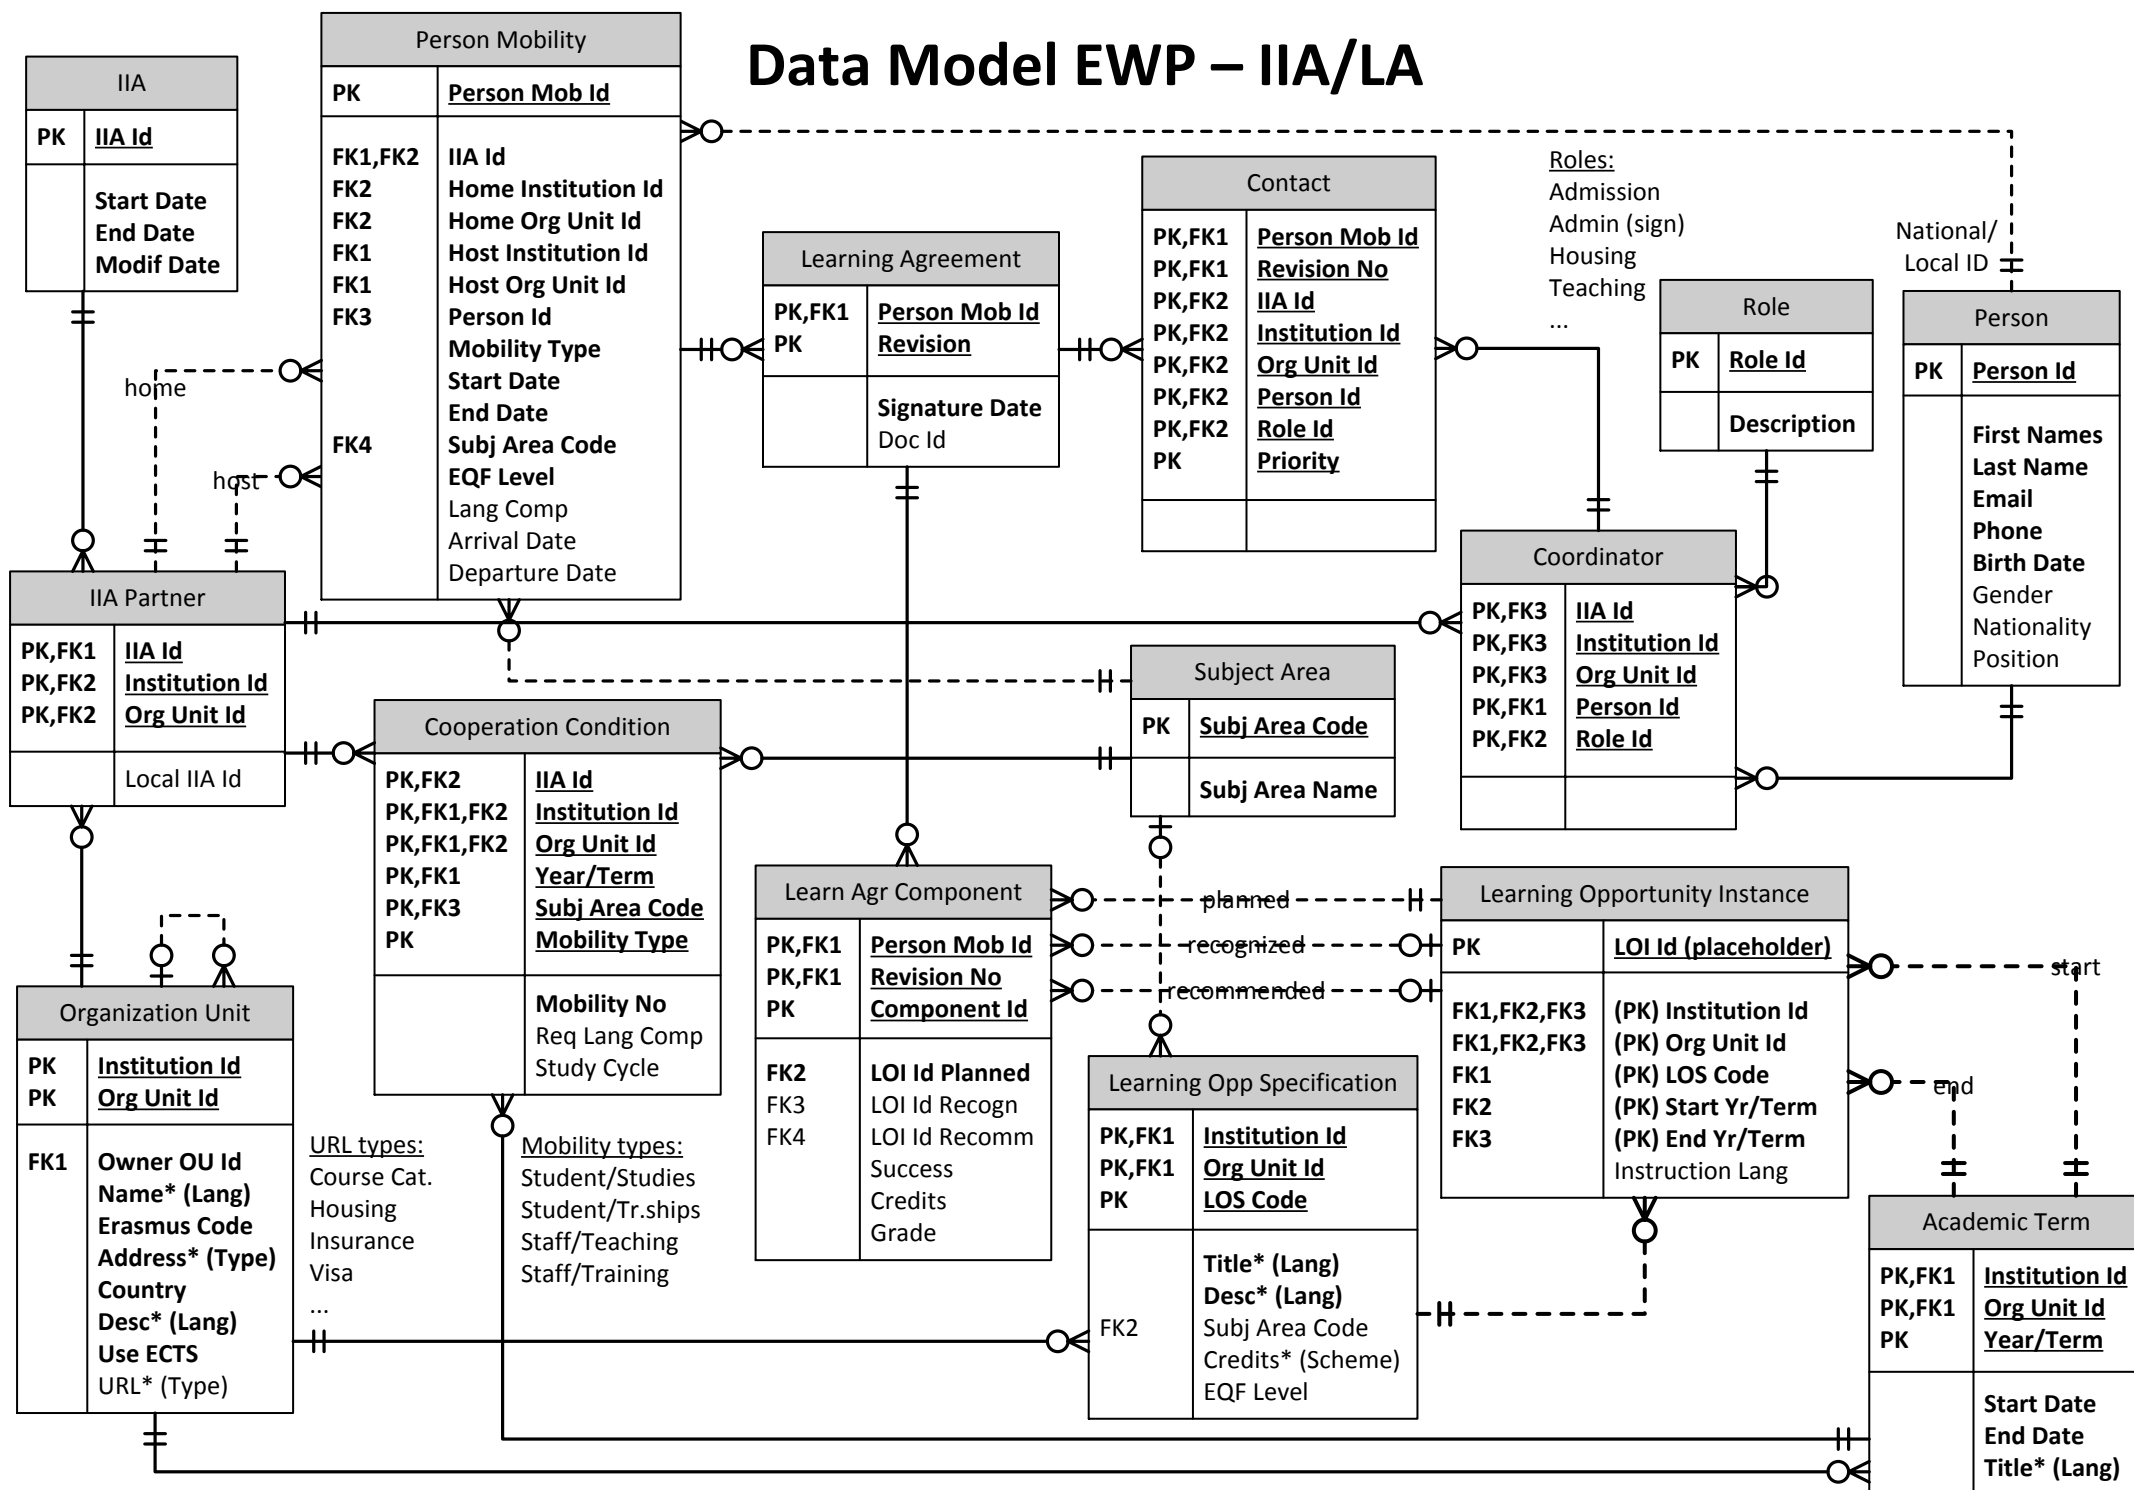 Data Model EWP – IIA/LA
IIA
PK IIA Id
Start Date
End Date
Modif Date
Person Mobility
PK Person Mob Id
FK1,FK2 IIA Id
FK2 Home Institution Id
FK2 Home Org Unit Id
FK1 Host Institution Id
FK1 Host Org Unit Id
FK3 Person Id
Mobility Type
Start Date
End Date
FK4 Subj Area Code
EQF Level
Lang Comp
Arrival Date
Departure Date
home
host
Learning Agreement
PK,FK1 Person Mob Id
PK Revision
Signature Date
Doc Id
Contact
PK,FK1 Person Mob Id
PK,FK1 Revision No
PK,FK2 IIA Id
PK,FK2 Institution Id
PK,FK2 Org Unit Id
PK,FK2 Person Id
PK,FK2 Role Id
PK Priority
Roles:
Admission
Admin (sign)
Housing
Teaching
...
Role
PK Role Id
Description
National/
Local ID
Person
PK Person Id
First Names
Last Name
Email
Phone
Birth Date
Gender
Nationality
Position
IIA Partner
PK,FK1 IIA Id
PK,FK2 Institution Id
PK,FK2 Org Unit Id
Local IIA Id
Coordinator
PK,FK3 IIA Id
PK,FK3 Institution Id
PK,FK3 Org Unit Id
PK,FK1 Person Id
PK,FK2 Role Id
Subject Area
PK Subj Area Code
Subj Area Name
Cooperation Condition
PK,FK2 IIA Id
PK,FK1,FK2 Institution Id
PK,FK1,FK2 Org Unit Id
PK,FK1 Year/Term
PK,FK3 Subj Area Code
PK Mobility Type
Mobility No
Req Lang Comp
Study Cycle
Learn Agr Component
PK,FK1 Person Mob Id
PK,FK1 Revision No
PK Component Id
FK2 LOI Id Planned
FK3 LOI Id Recogn
FK4 LOI Id Recomm
Success
Credits
Grade
planned
recognized
recommended
Learning Opportunity Instance
PK LOI Id (placeholder)
FK1,FK2,FK3 (PK) Institution Id
FK1,FK2,FK3 (PK) Org Unit Id
FK1 (PK) LOS Code
FK2 (PK) Start Yr/Term
FK3 (PK) End Yr/Term
Instruction Lang
start
end
Organization Unit
PK Institution Id
PK Org Unit Id
FK1 Owner OU Id
Name* (Lang)
Erasmus Code
Address* (Type)
Country
Desc* (Lang)
Use ECTS
URL* (Type)
URL types:
Course Cat.
Housing
Insurance
Visa
...
Mobility types:
Student/Studies
Student/Tr.ships
Staff/Teaching
Staff/Training
Learning Opp Specification
PK,FK1 Institution Id
PK,FK1 Org Unit Id
PK LOS Code
Title* (Lang)
Desc* (Lang)
FK2 Subj Area Code
Credits* (Scheme)
EQF Level
Academic Term
PK,FK1 Institution Id
PK,FK1 Org Unit Id
PK Year/Term
Start Date
End Date
Title* (Lang)